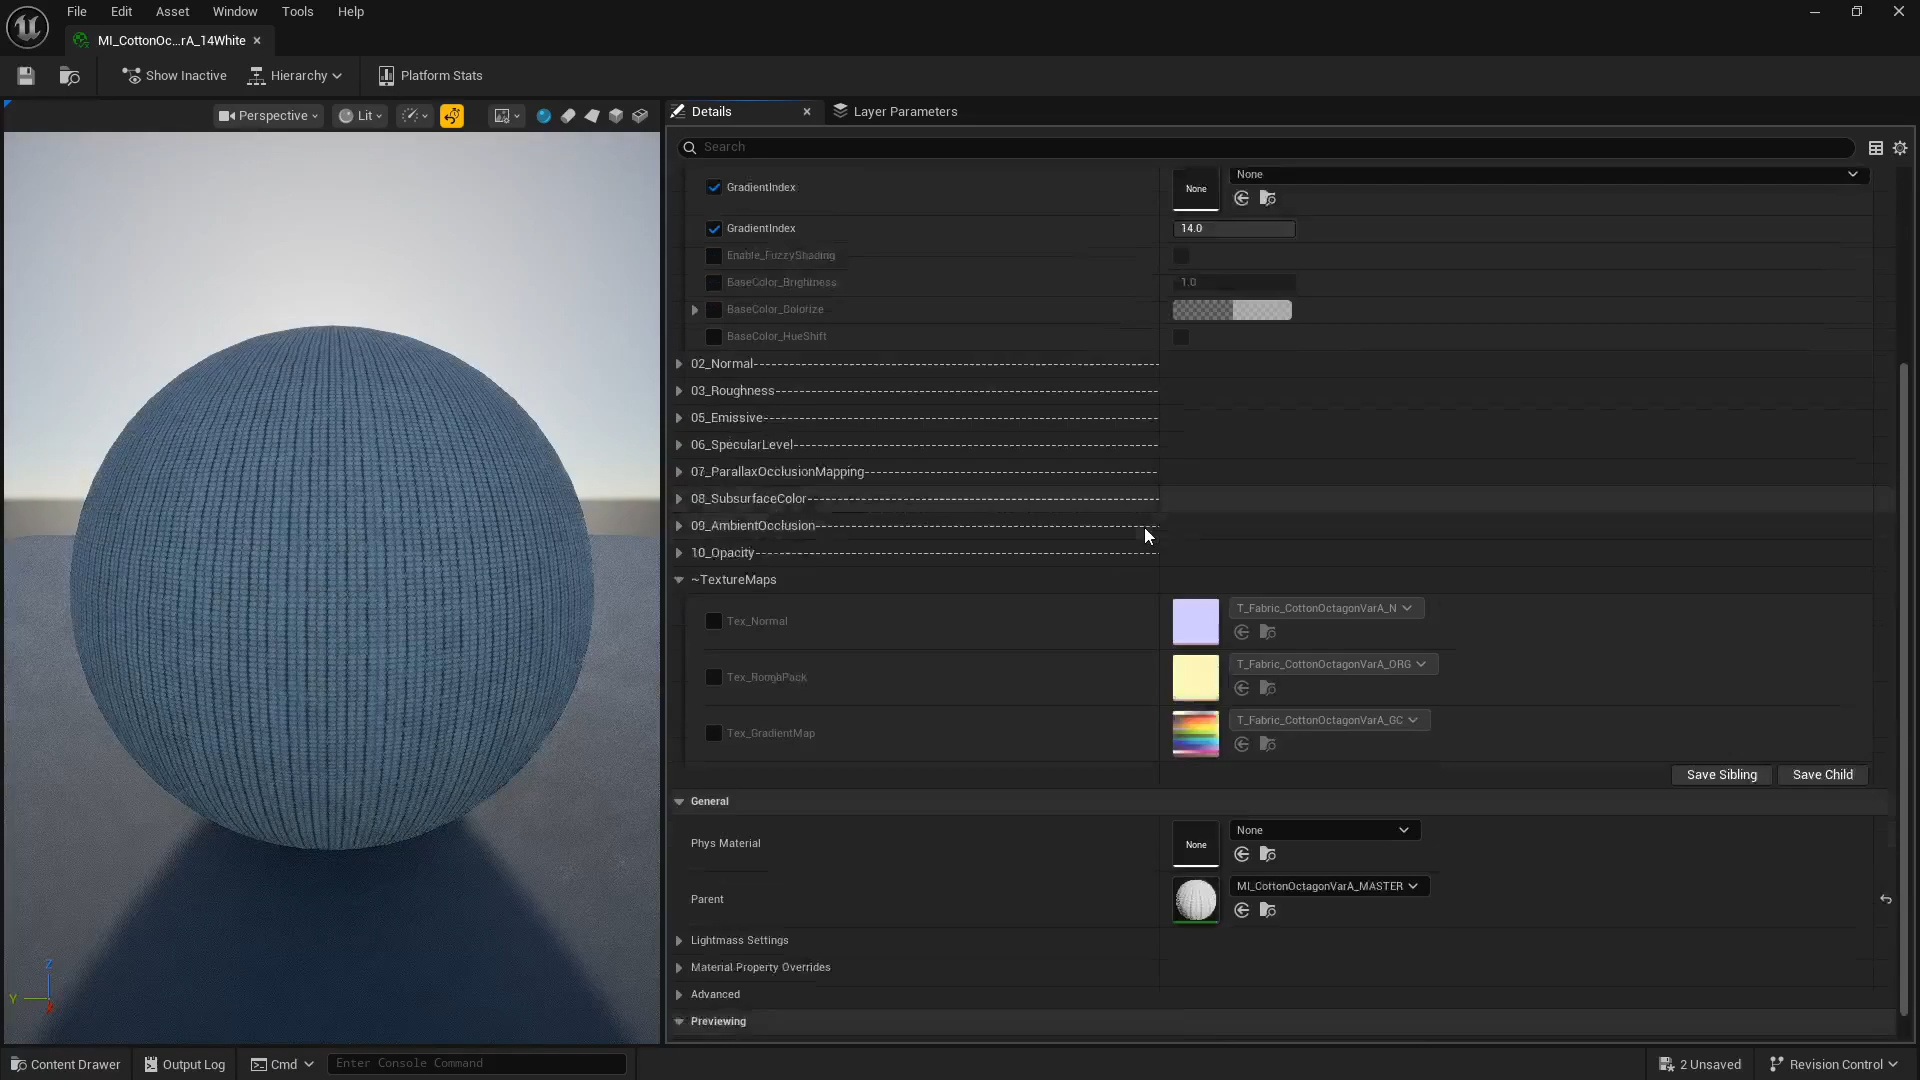 File Edit Asset Window Tools Help
MI_CottonOc...rA_14White
Show Inactive Hierarchy Platform Stats
Perspective Lit
Details Layer Parameters
Search
GradientIndex None None
GradientIndex 14.0
Enable_FuzzyShading
BaseColor_Brightness 1.0
BaseColor_Colorize
BaseColor_HueShift
02_Normal--------------------
03_Roughness--------------------
05_Emissive--------------------
06_SpecularLevel--------------------
07_ParallaxOcclusionMapping--------------------
08_SubsurfaceColor--------------------
09_AmbientOcclusion--------------------
10_Opacity--------------------
~TextureMaps
Tex_Normal T_Fabric_CottonOctagonVarA_N
Tex_RoughPack T_Fabric_CottonOctagonVarA_ORG
Tex_GradientMap T_Fabric_CottonOctagonVarA_GC
Save Sibling Save Child
General
Phys Material None None
Parent MI_CottonOctagonVarA_MASTER
Lightmass Settings
Material Property Overrides
Advanced
Previewing
Z
Y
Content Drawer Output Log Cmd Enter Console Command 2 Unsaved Revision Control